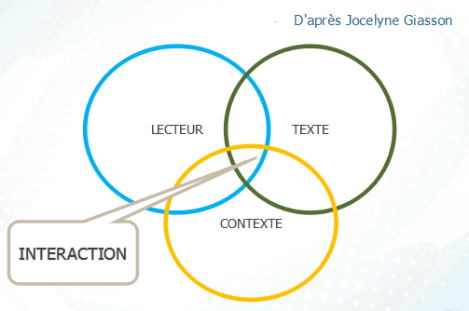 D'après Jocelyne Giasson
LECTEUR
TEXTE
CONTEXTE
INTERACTION